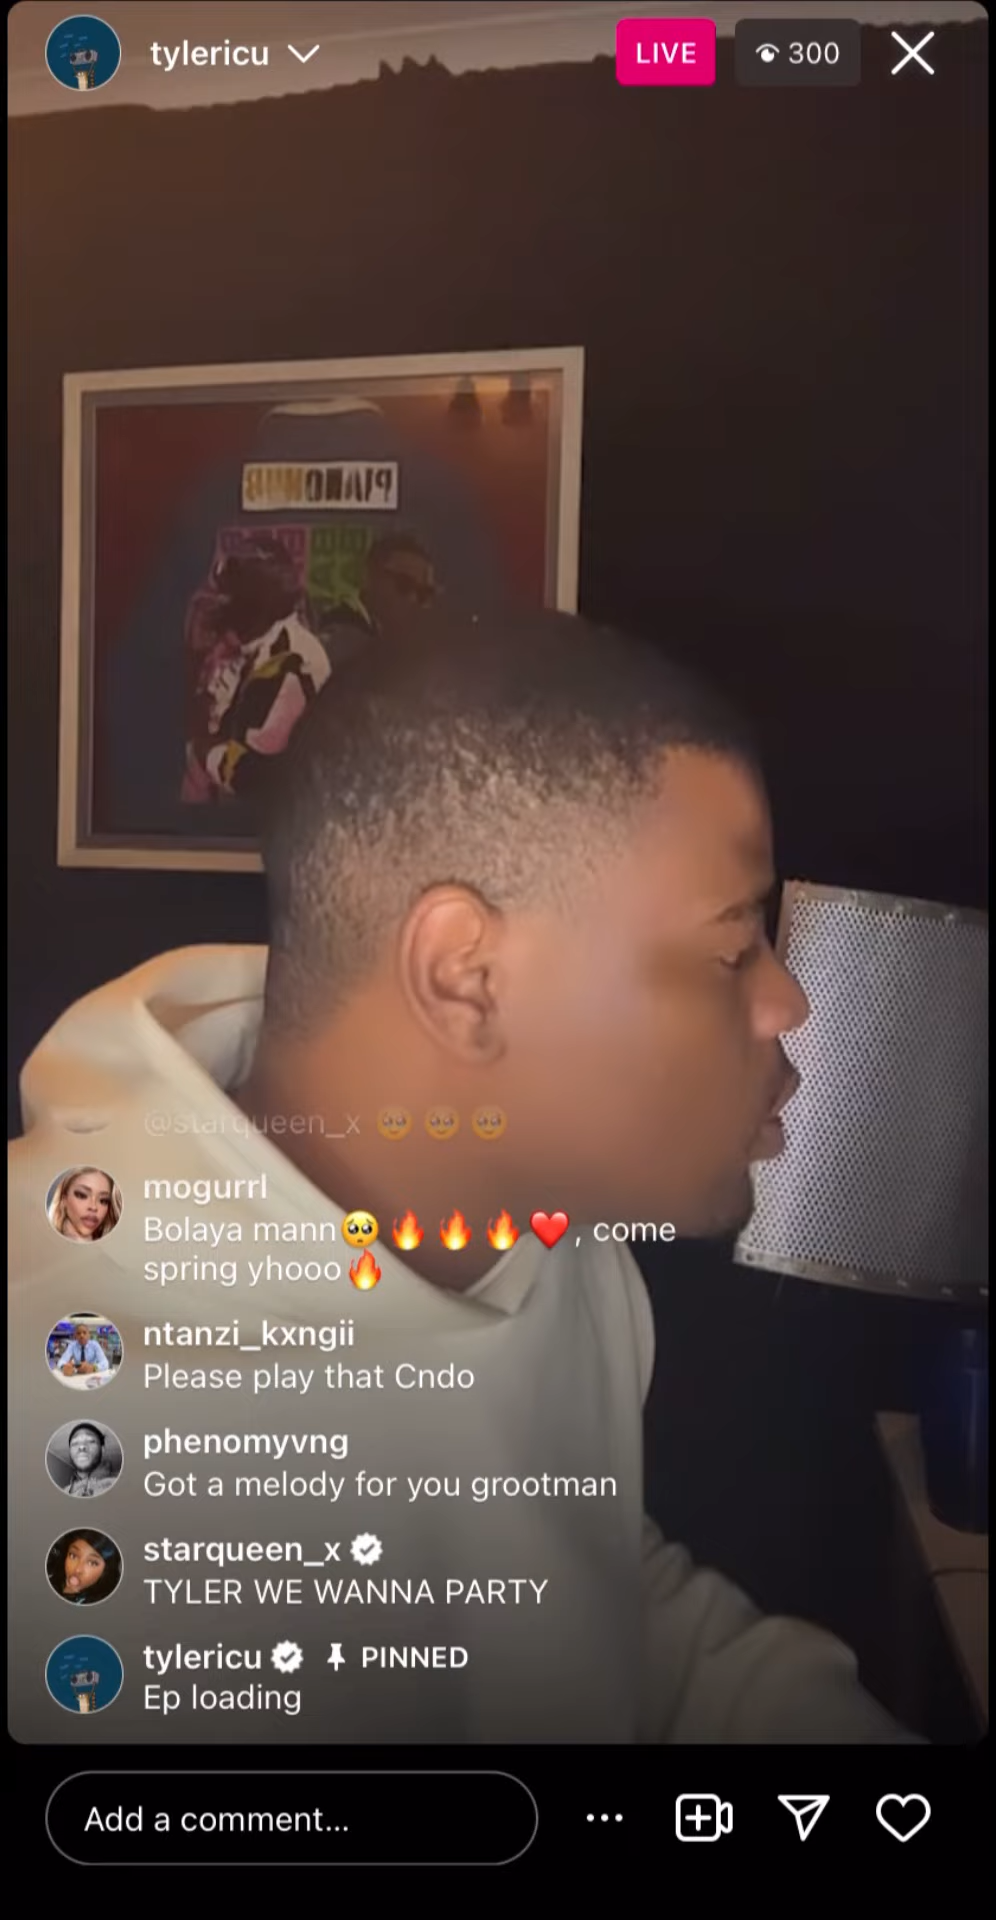 tylericu
LIVE
300
PIANOHUB
@starqueen_x 🥺 🥺 🥺
mogurrl
Bolaya mann🥺🔥🔥🔥❤️, come
spring yhooo🔥
ntanzi_kxngii
Please play that Cndo
phenomyvng
Got a melody for you grootman
starqueen_x
TYLER WE WANNA PARTY
tylericu PINNED
Ep loading
Add a comment...